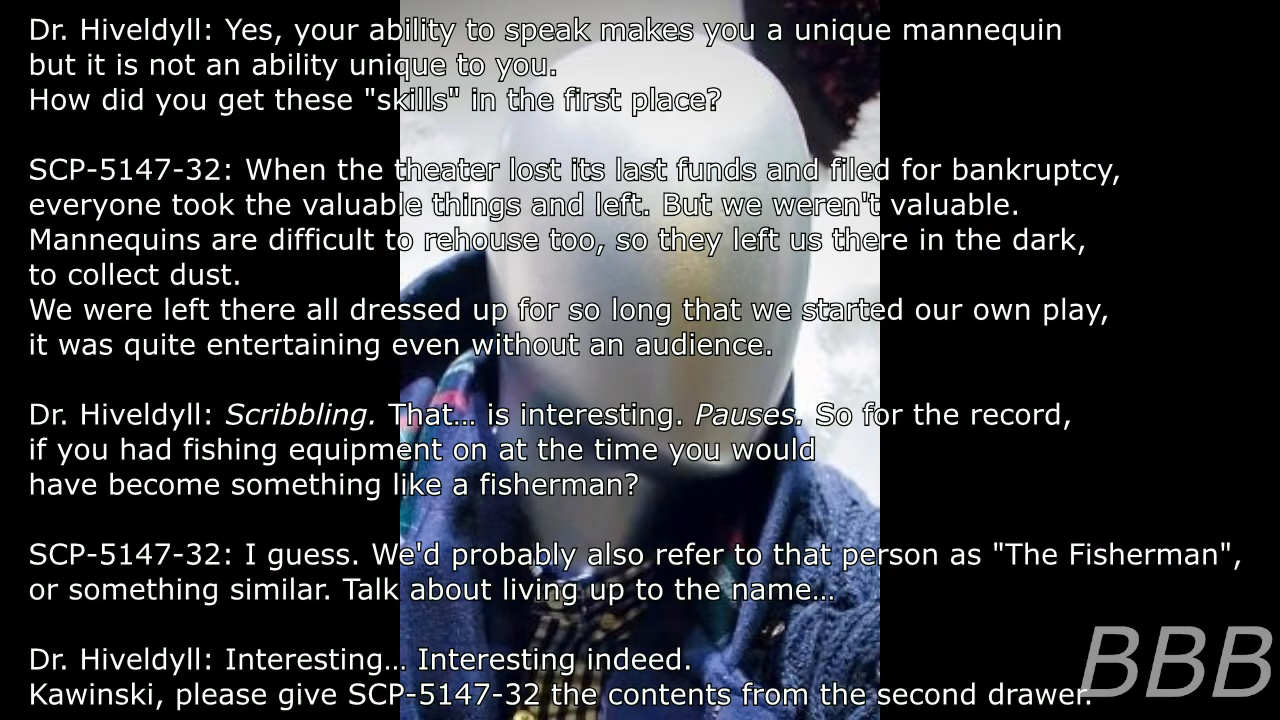 Dr. Hiveldyll: Yes, your ability to speak makes you a unique mannequin
but it is not an ability unique to you.
How did you get these "skills" in the first place?
SCP-5147-32: When the theater lost its last funds and filed for bankruptcy,
everyone took the valuable things and left. But we weren't valuable.
Mannequins are difficult to rehouse too, so they left us there in the dark,
to collect dust.
We were left there all dressed up for so long that we started our own play,
it was quite entertaining even without an audience.
Dr. Hiveldyll: Scribbling. That... is interesting. Pauses. So for the record,
if you had fishing equipment on at the time you would
have become something like a fisherman?
SCP-5147-32: I guess. We'd probably also refer to that person as "The Fisherman",
or something similar. Talk about living up to the name...
Dr. Hiveldyll: Interesting... Interesting indeed.
Kawinski, please give SCP-5147-32 the contents from the second drawer.
BBB